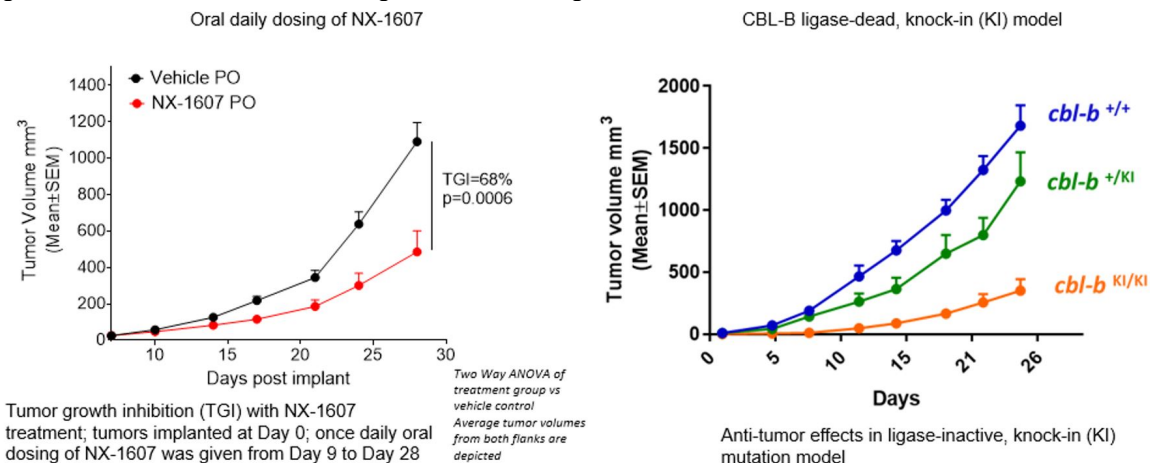 Oral daily dosing of NX-1607
1400
1200
1000
800
600
400
200
0
Tumor Volume mm3
(Mean±SEM)
Vehicle PO
NX-1607 PO
TGI=68%
p=0.0006
10
15
20
25
30
Days post implant
Two Way ANOVA of
treatment group vs
vehicle control
Average tumor volumes
from both flanks are
depicted
Tumor growth inhibition (TGI) with NX-1607
treatment; tumors implanted at Day 0; once daily oral
dosing of NX-1607 was given from Day 9 to Day 28
CBL-B ligase-dead, knock-in (KI) model
2000
1500
1000
500
0
Tumor volume mm3
(Mean±SEM)
cbl-b +/+
cbl-b +/KI
cbl-b KI/KI
0
5
10
15
21
26
Days
Anti-tumor effects in ligase-inactive, knock-in (KI)
mutation model